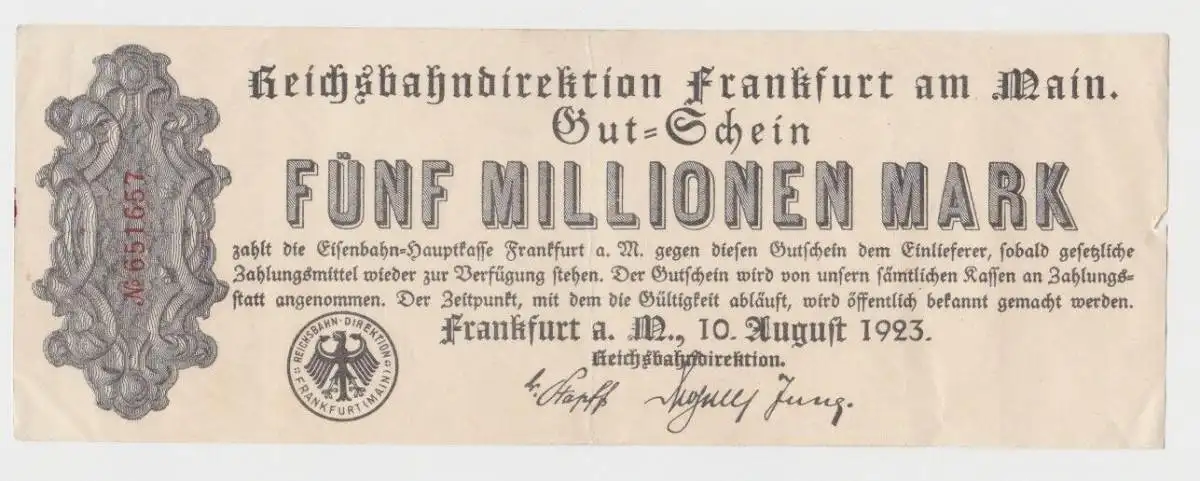 Reichsbahndirektion Frankfurt am Main.
Gut=Schein
FÜNF MILLIONEN MARK
zahlt die Eisenbahn=Hauptkasse Frankfurt a. M. gegen diesen Gutschein dem Einlieferer, sobald gesetzliche
Zahlungsmittel wieder zur Verfügung stehen. Der Gutschein wird von unsern sämtlichen Kassen an Zahlungs=
statt angenommen. Der Zeitpunkt, mit dem die Gültigkeit abläuft, wird öffentlich bekannt gemacht werden.
Frankfurt a. M., 10. August 1923.
Reichsbahndirektion.
Jung.
REICHSBAHN-DIREKTION
FRANKFURT(MAIN)
№ 6511657